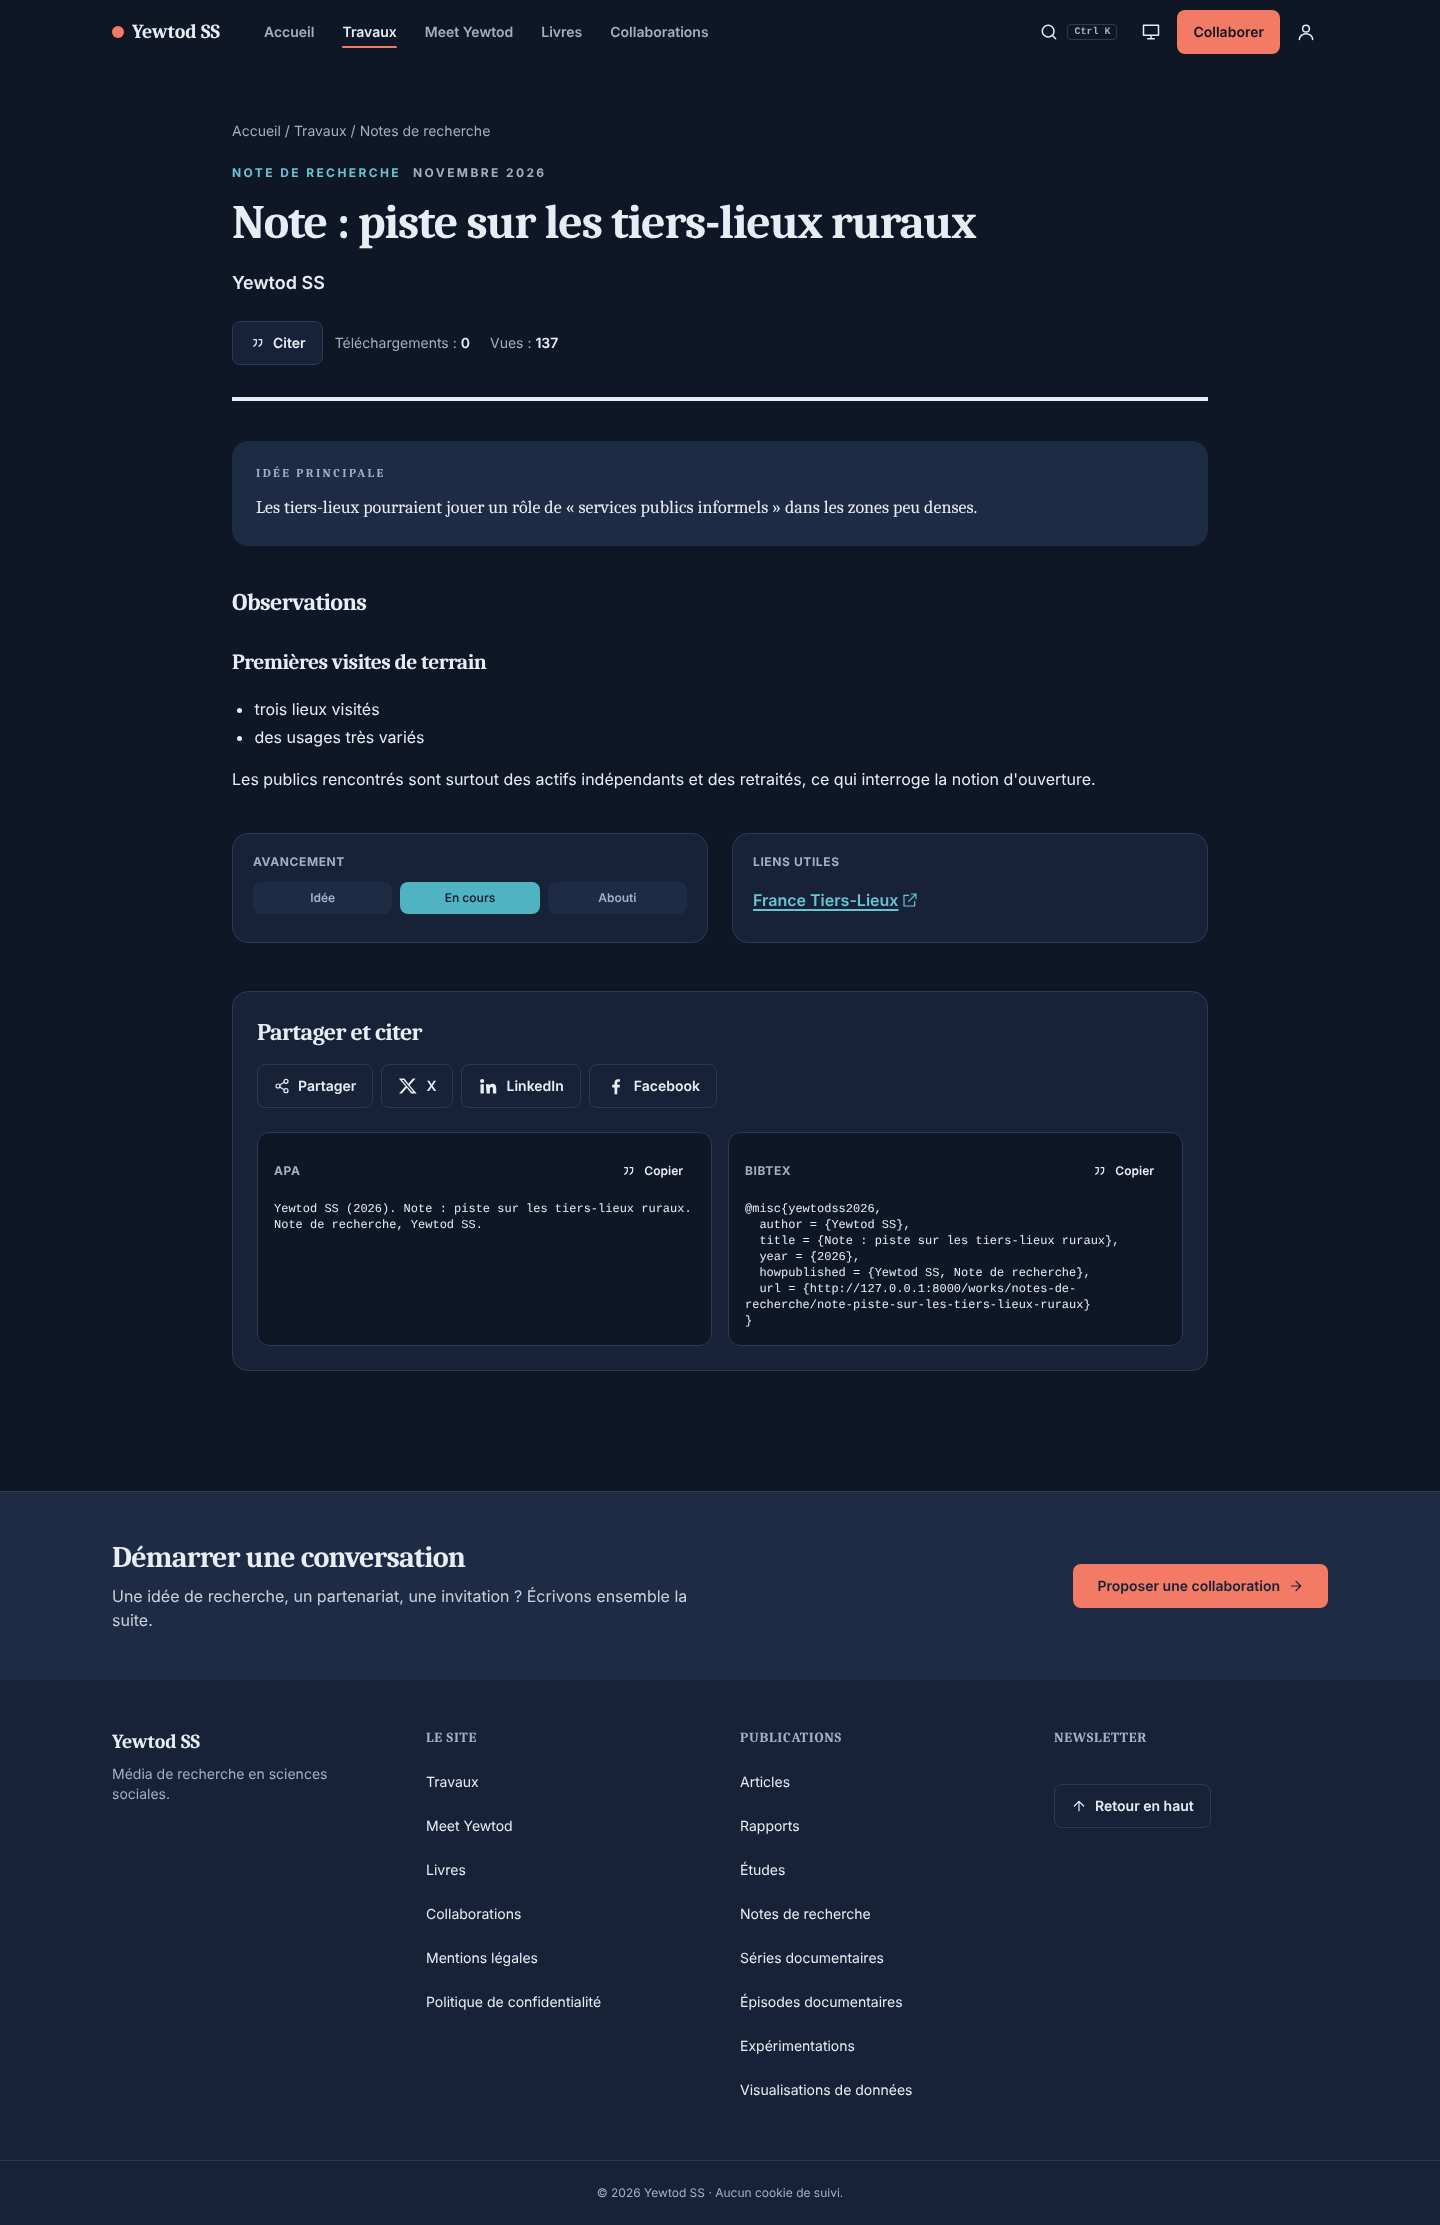 Yewtod SS
Accueil
Travaux
Meet Yewtod
Livres
Collaborations
Ctrl K
Collaborer
Accueil / Travaux / Notes de recherche
NOTE DE RECHERCHE NOVEMBRE 2026
Note : piste sur les tiers-lieux ruraux
Yewtod SS
Citer
Téléchargements : 0
Vues : 137
IDÉE PRINCIPALE
Les tiers-lieux pourraient jouer un rôle de « services publics informels » dans les zones peu denses.
Observations
Premières visites de terrain
• trois lieux visités
• des usages très variés
Les publics rencontrés sont surtout des actifs indépendants et des retraités, ce qui interroge la notion d'ouverture.
AVANCEMENT
Idée
En cours
Abouti
LIENS UTILES
France Tiers-Lieux
Partager et citer
Partager
X
LinkedIn
Facebook
APA
Copier
Yewtod SS (2026). Note : piste sur les tiers-lieux ruraux.
Note de recherche, Yewtod SS.
BIBTEX
Copier
@misc{yewtodss2026,
  author = {Yewtod SS},
  title = {Note : piste sur les tiers-lieux ruraux},
  year = {2026},
  howpublished = {Yewtod SS, Note de recherche},
  url = {http://127.0.0.1:8000/works/notes-de-
recherche/note-piste-sur-les-tiers-lieux-ruraux}
}
Démarrer une conversation
Une idée de recherche, un partenariat, une invitation ? Écrivons ensemble la
suite.
Proposer une collaboration
Yewtod SS
Média de recherche en sciences
sociales.
LE SITE
Travaux
Meet Yewtod
Livres
Collaborations
Mentions légales
Politique de confidentialité
PUBLICATIONS
Articles
Rapports
Études
Notes de recherche
Séries documentaires
Épisodes documentaires
Expérimentations
Visualisations de données
NEWSLETTER
Retour en haut
© 2026 Yewtod SS · Aucun cookie de suivi.